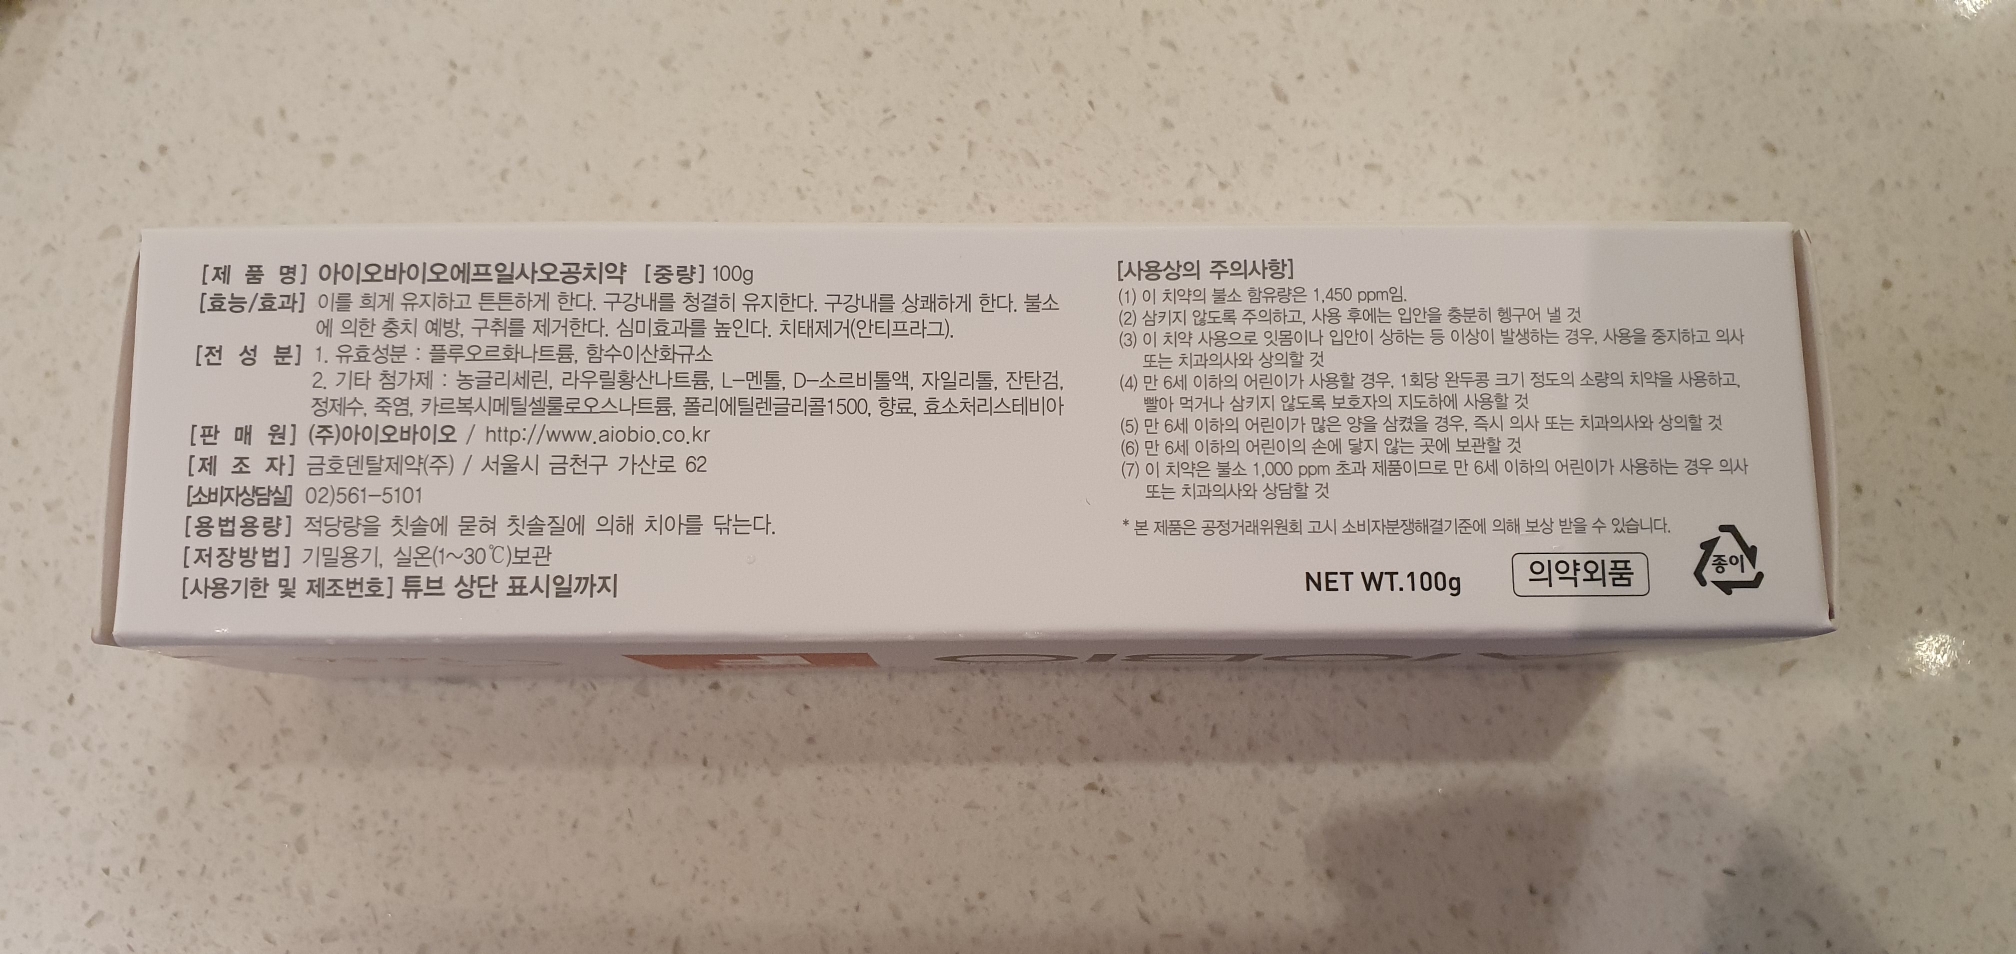 [제 품 명] 아이오바이오에프일사오공치약 [중량] 100g
[효능/효과] 이를 희게 유지하고 튼튼하게 한다. 구강내를 청결히 유지한다. 구강내를 상쾌하게 한다. 불소
에 의한 충치 예방, 구취를 제거한다. 심미효과를 높인다. 치태제거(안티프라그).
[전 성 분] 1. 유효성분 : 플루오르화나트륨, 함수이산화규소
2. 기타 첨가제 : 농글리세린, 라우릴황산나트륨, L-멘톨, D-소르비톨액, 자일리톨, 잔탄검,
정제수, 죽염, 카르복시메틸셀룰로오스나트륨, 폴리에틸렌글리콜1500, 향료, 효소처리스테비아
[판 매 원] (주)아이오바이오 / http://www.aiobio.co.kr
[제 조 자] 금호덴탈제약(주) / 서울시 금천구 가산로 62
[소비자상담실] 02)561-5101
[용법용량] 적당량을 칫솔에 묻혀 칫솔질에 의해 치아를 닦는다.
[저장방법] 기밀용기, 실온(1~30℃)보관
[사용기한 및 제조번호] 튜브 상단 표시일까지
[사용상의 주의사항]
(1) 이 치약의 불소 함유량은 1,450 ppm임.
(2) 삼키지 않도록 주의하고, 사용 후에는 입안을 충분히 헹구어 낼 것
(3) 이 치약 사용으로 잇몸이나 입안이 상하는 등 이상이 발생하는 경우, 사용을 중지하고 의사
또는 치과의사와 상의할 것
(4) 만 6세 이하의 어린이가 사용할 경우, 1회당 완두콩 크기 정도의 소량의 치약을 사용하고,
빨아 먹거나 삼키지 않도록 보호자의 지도하에 사용할 것
(5) 만 6세 이하의 어린이가 많은 양을 삼켰을 경우, 즉시 의사 또는 치과의사와 상의할 것
(6) 만 6세 이하의 어린이의 손에 닿지 않는 곳에 보관할 것
(7) 이 치약은 불소 1,000 ppm 초과 제품이므로 만 6세 이하의 어린이가 사용하는 경우 의사
또는 치과의사와 상담할 것
* 본 제품은 공정거래위원회 고시 소비자분쟁해결기준에 의해 보상 받을 수 있습니다.
NET WT.100g
의약외품
종이